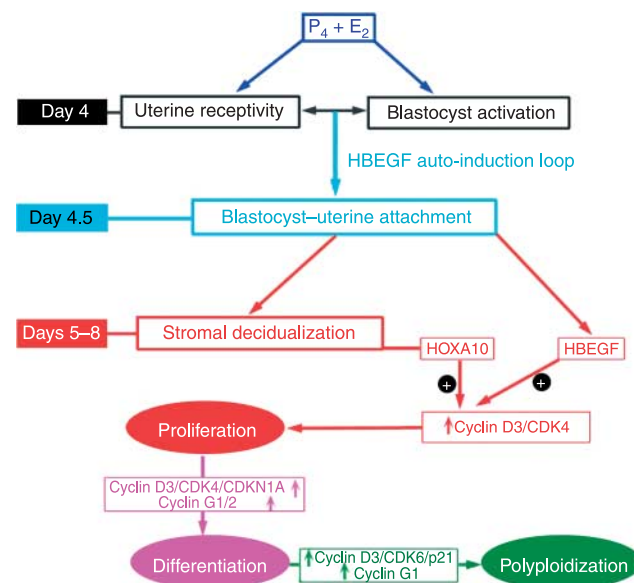 P4 + E2
Day 4
Uterine receptivity
Blastocyst activation
HBEGF auto-induction loop
Day 4.5
Blastocyst–uterine attachment
Days 5–8
Stromal decidualization
HOXA10
HBEGF
+
+
↑Cyclin D3/CDK4
Proliferation
Cyclin D3/CDK4/CDKN1A ↑
Cyclin G1/2 ↑
Differentiation
↑Cyclin D3/CDK6/p21
↑Cyclin G1
Polyploidization